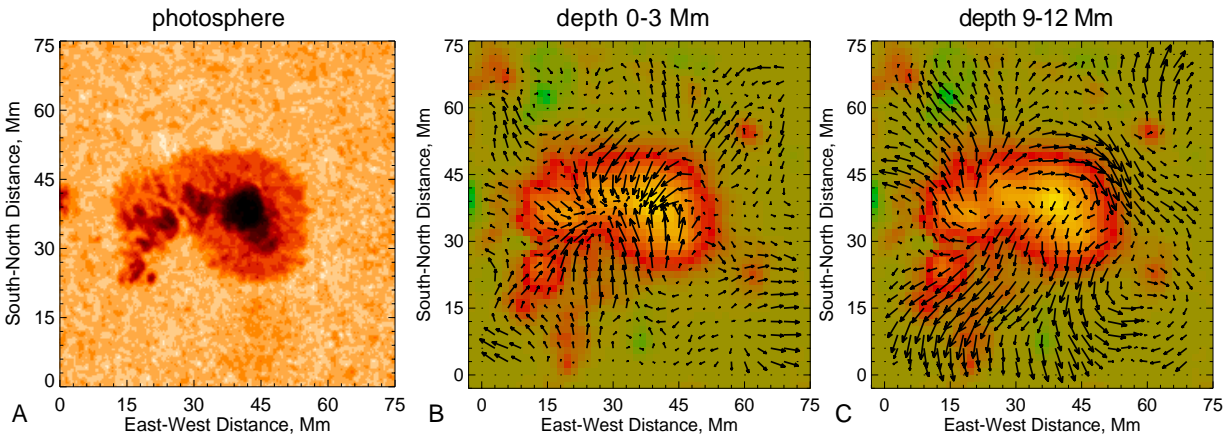 photosphere
depth 0-3 Mm
depth 9-12 Mm
South-North Distance, Mm
75
60
45
30
15
0
0 15 30 45 60 75
East-West Distance, Mm
A
South-North Distance, Mm
75
60
45
30
15
0
0 15 30 45 60 75
East-West Distance, Mm
B
South-North Distance, Mm
75
60
45
30
15
0
0 15 30 45 60 75
East-West Distance, Mm
C